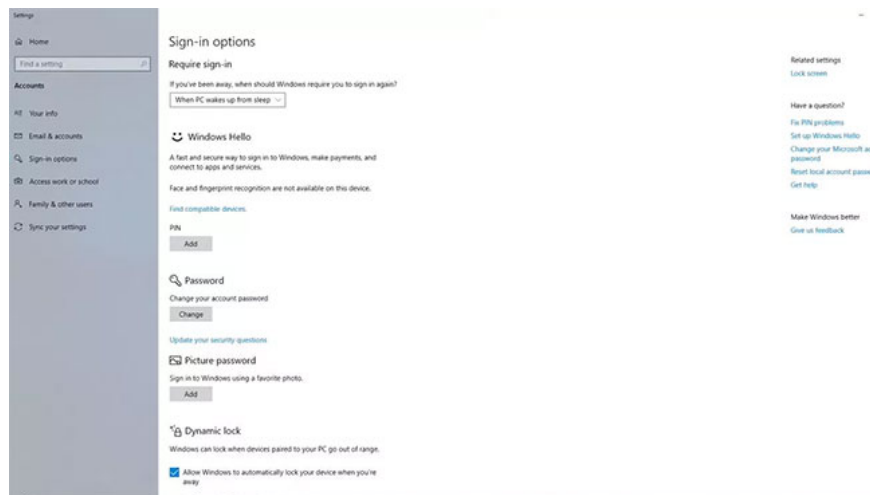 Settings
Home
Find a setting
Accounts
Your info
Email & accounts
Sign-in options
Access work or school
Family & other users
Sync your settings
Sign-in options
Require sign-in
If you've been away, when should Windows require you to sign in again?
When PC wakes up from sleep
Windows Hello
A fast and secure way to sign in to Windows, make payments, and
connect to apps and services.
Face and fingerprint recognition are not available on this device.
Find compatible devices.
PIN
Add
Password
Change your account password
Change
Update your security questions
Picture password
Sign in to Windows using a favorite photo.
Add
Dynamic lock
Windows can lock when devices paired to your PC go out of range.
Allow Windows to automatically lock your device when you're
away
Related settings
Lock screen
Have a question?
Fix PIN problems
Set up Windows Hello
Change your Microsoft
password
Reset local account
Get help
Make Windows better
Give us feedback